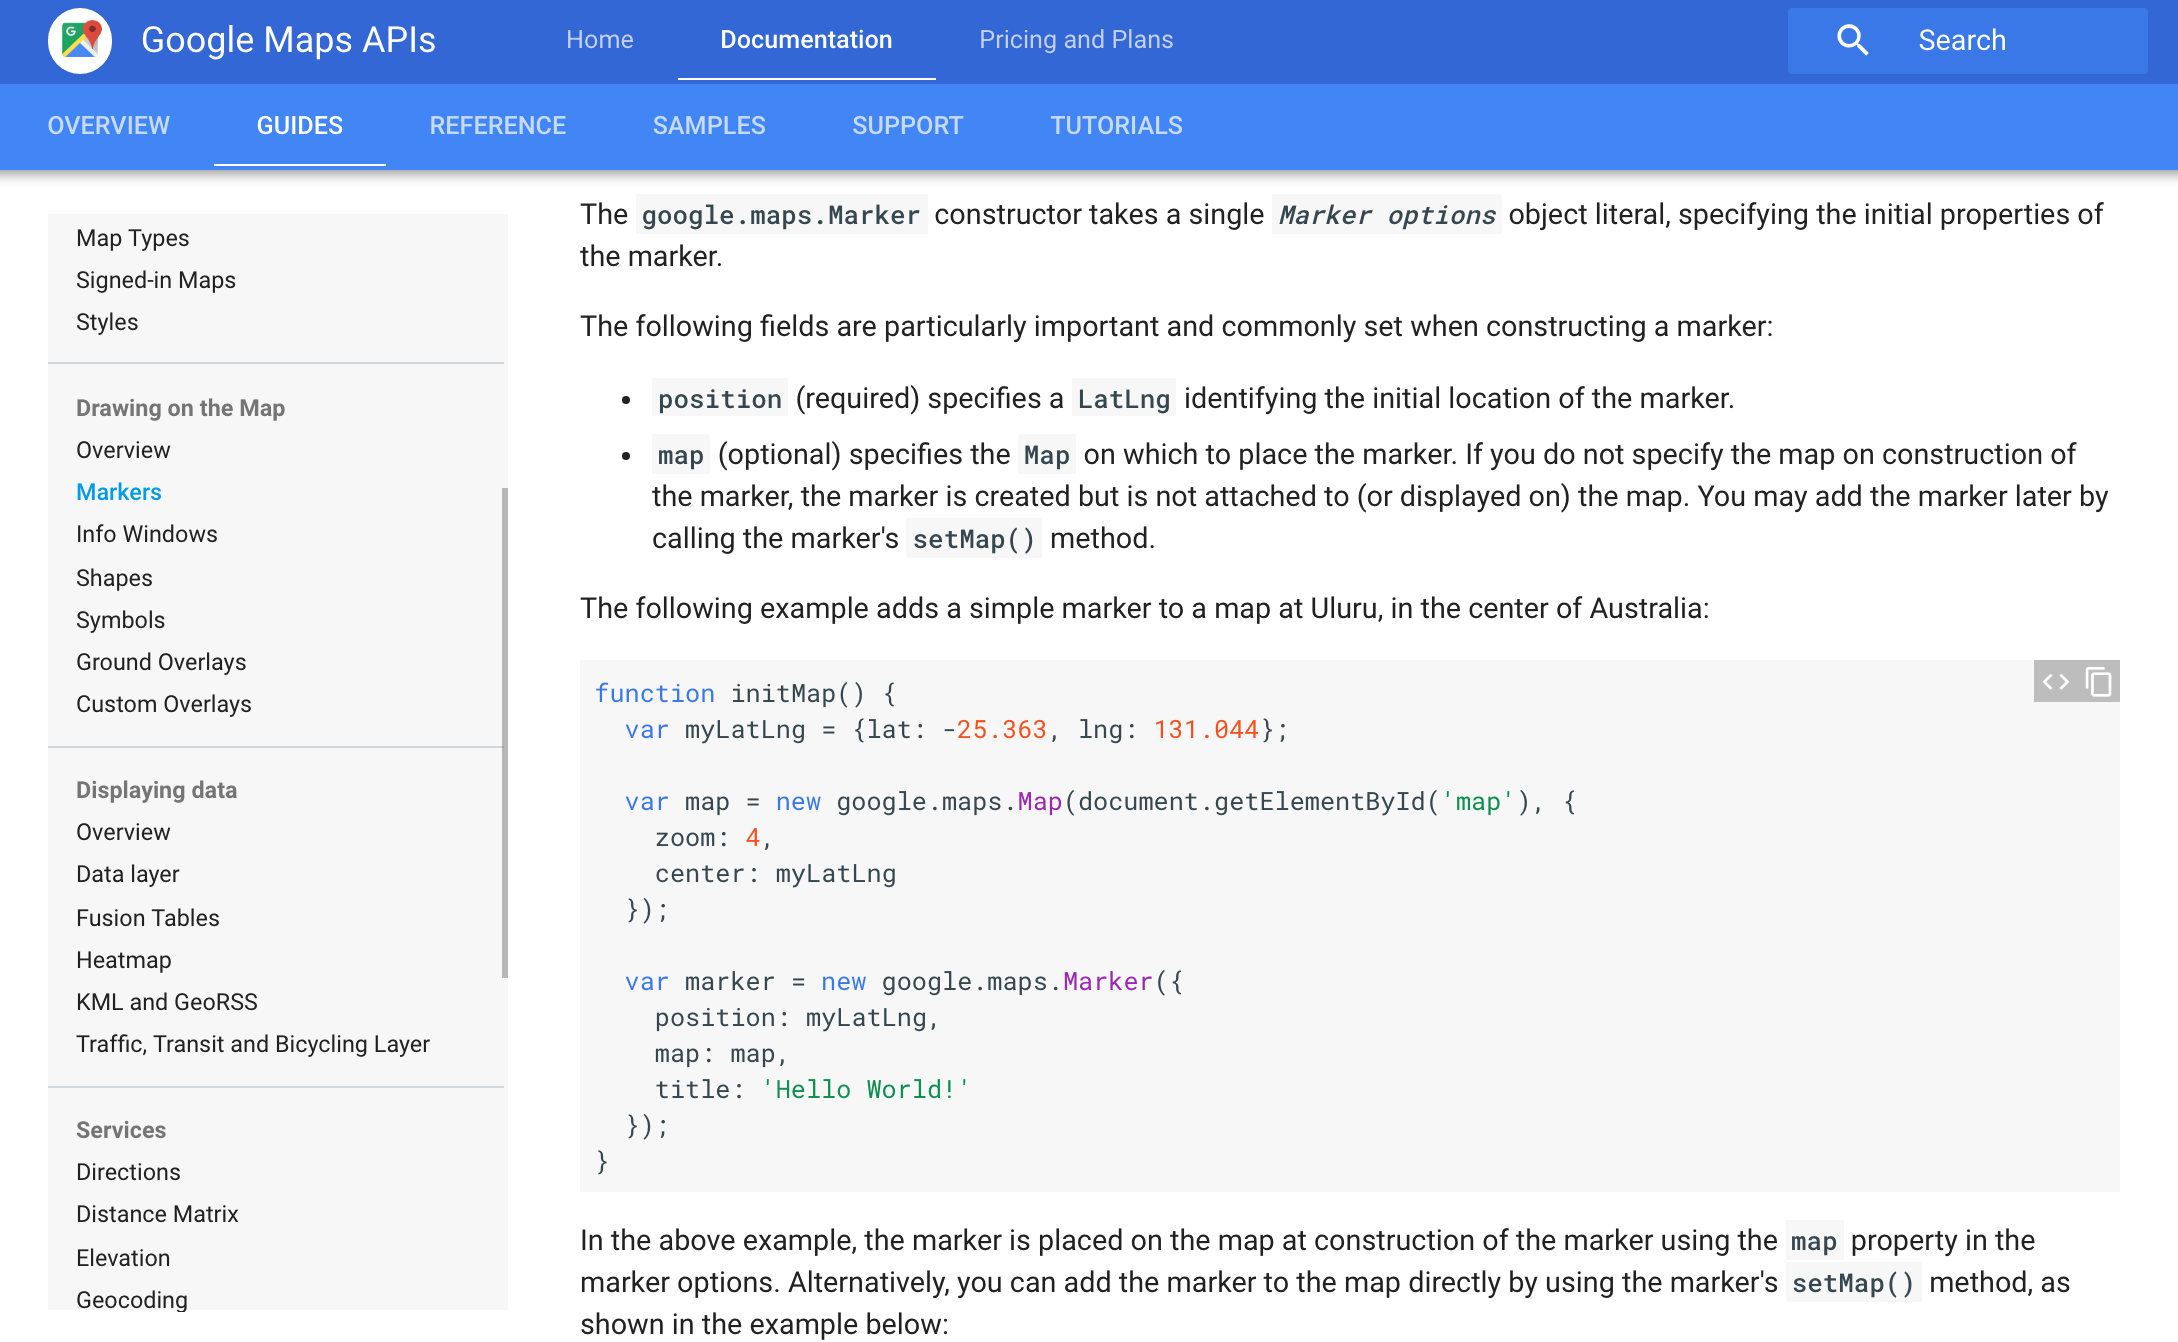 Google Maps APIs
Home
Documentation
Pricing and Plans
Search
OVERVIEW
GUIDES
REFERENCE
SAMPLES
SUPPORT
TUTORIALS
Map Types
Signed-in Maps
Styles
Drawing on the Map
Overview
Markers
Info Windows
Shapes
Symbols
Ground Overlays
Custom Overlays
Displaying data
Overview
Data layer
Fusion Tables
Heatmap
KML and GeoRSS
Traffic, Transit and Bicycling Layer
Services
Directions
Distance Matrix
Elevation
Geocoding
The google.maps.Marker constructor takes a single Marker options object literal, specifying the initial properties of
the marker.
The following fields are particularly important and commonly set when constructing a marker:
• position (required) specifies a LatLng identifying the initial location of the marker.
• map (optional) specifies the Map on which to place the marker. If you do not specify the map on construction of
the marker, the marker is created but is not attached to (or displayed on) the map. You may add the marker later by
calling the marker's setMap() method.
The following example adds a simple marker to a map at Uluru, in the center of Australia:
function initMap() {
  var myLatLng = {lat: -25.363, lng: 131.044};
  var map = new google.maps.Map(document.getElementById('map'), {
    zoom: 4,
    center: myLatLng
  });
  var marker = new google.maps.Marker({
    position: myLatLng,
    map: map,
    title: 'Hello World!'
  });
}
In the above example, the marker is placed on the map at construction of the marker using the map property in the
marker options. Alternatively, you can add the marker to the map directly by using the marker's setMap() method, as
shown in the example below: